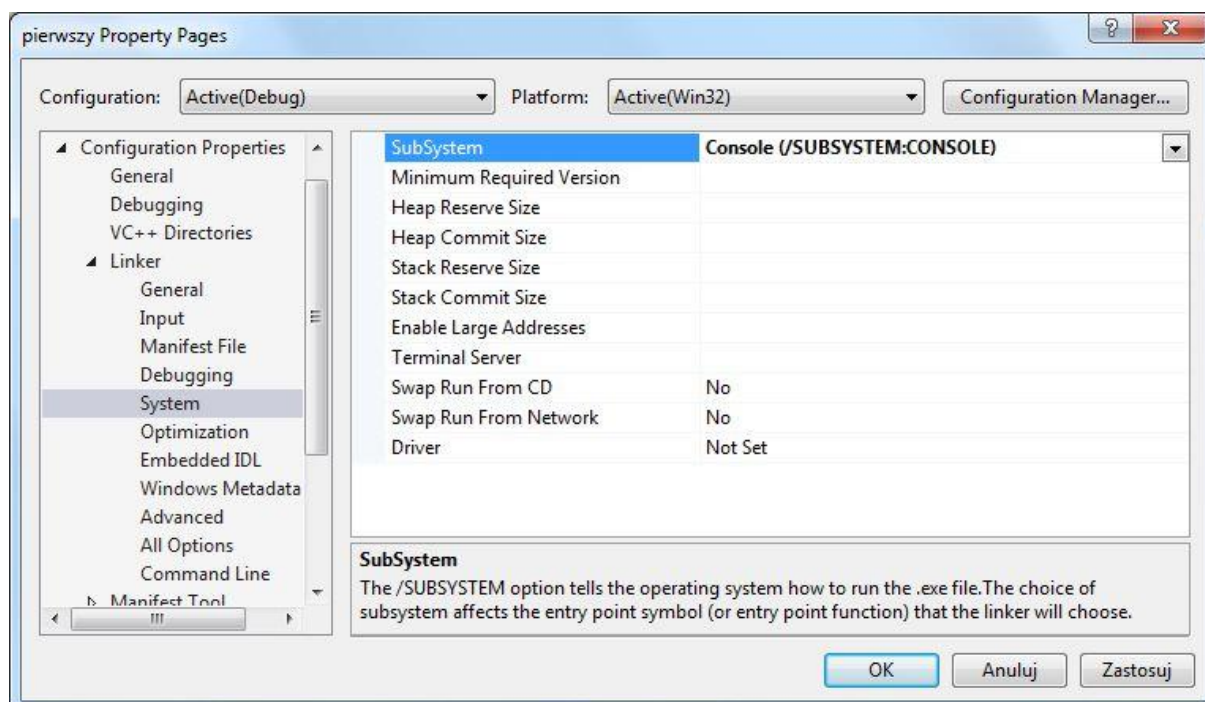 pierwszy Property Pages
Configuration: Active(Debug) Platform: Active(Win32) Configuration Manager...
Configuration Properties
General
Debugging
VC++ Directories
Linker
General
Input
Manifest File
Debugging
System
Optimization
Embedded IDL
Windows Metadata
Advanced
All Options
Command Line
Manifest Tool
SubSystem Console (/SUBSYSTEM:CONSOLE)
Minimum Required Version
Heap Reserve Size
Heap Commit Size
Stack Reserve Size
Stack Commit Size
Enable Large Addresses
Terminal Server
Swap Run From CD No
Swap Run From Network No
Driver Not Set
SubSystem
The /SUBSYSTEM option tells the operating system how to run the .exe file.The choice of
subsystem affects the entry point symbol (or entry point function) that the linker will choose.
OK Anuluj Zastosuj